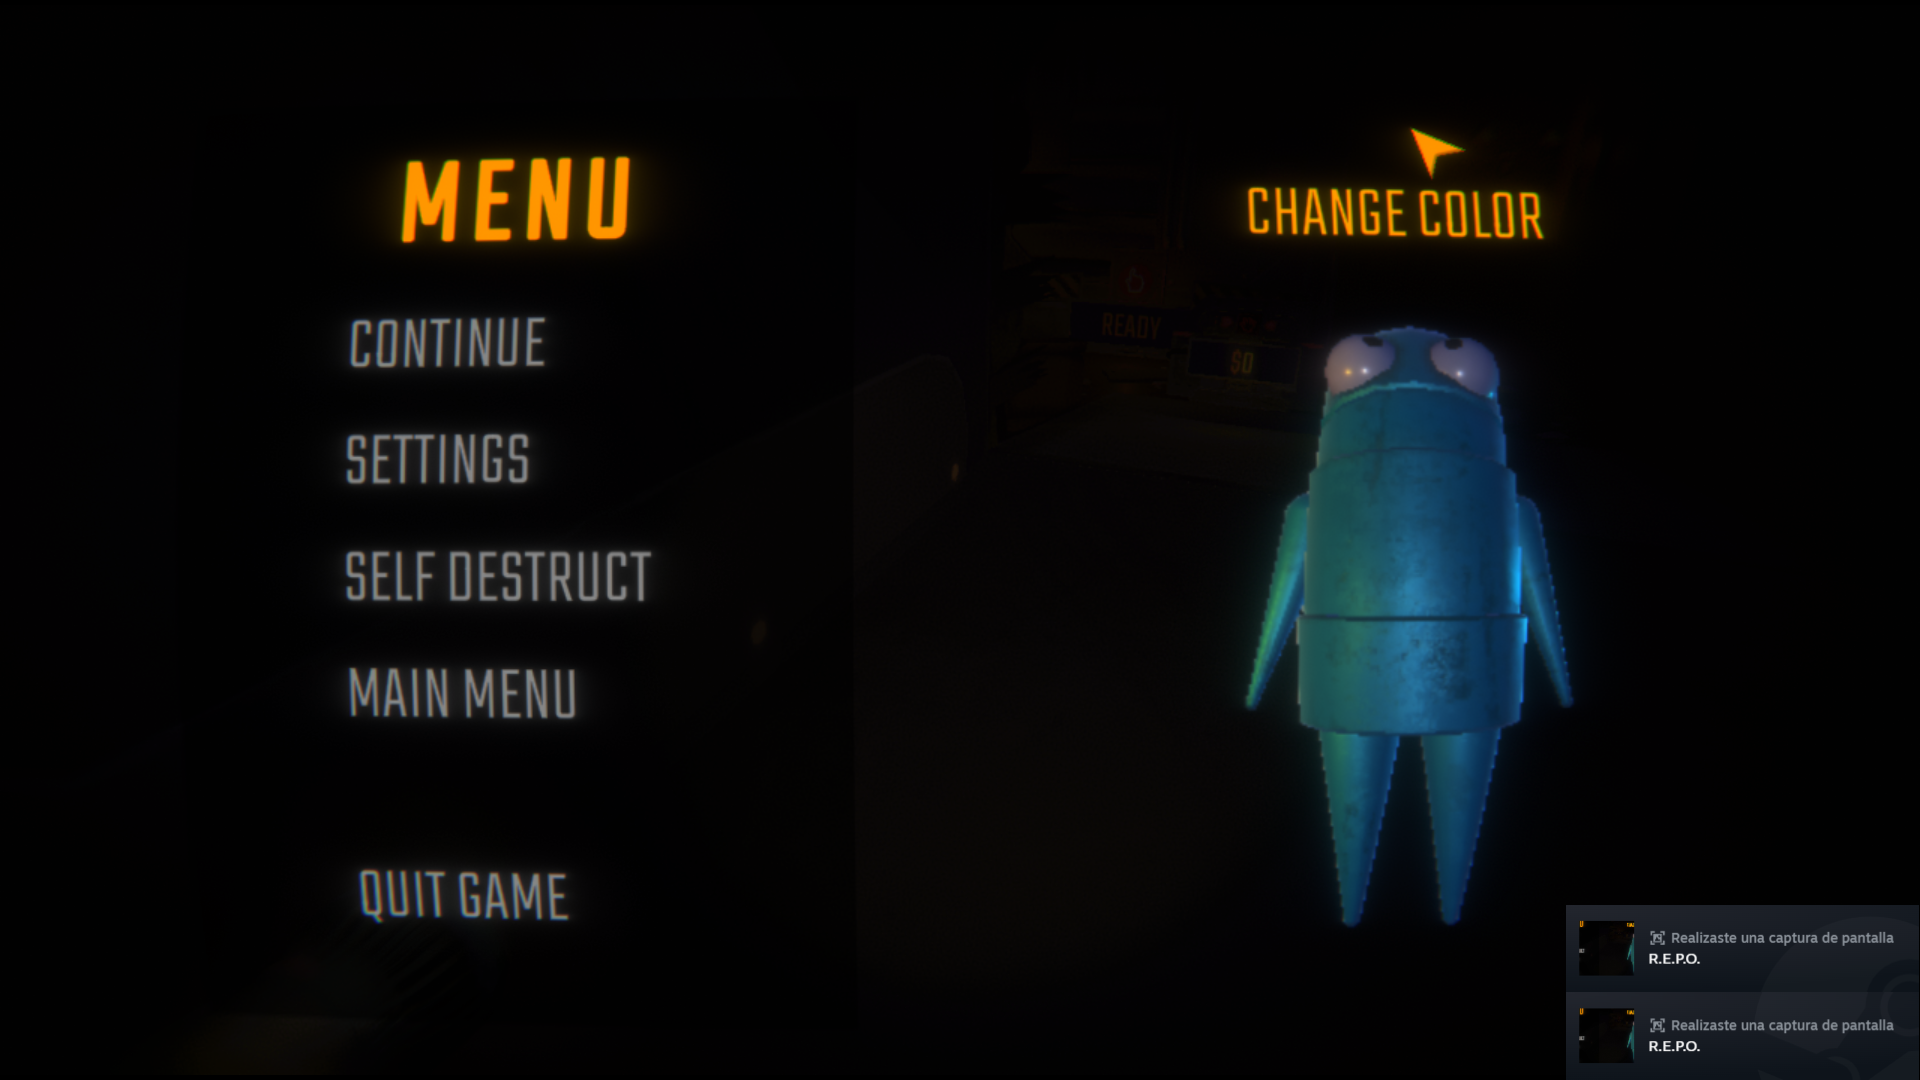 MENU
CHANGE COLOR
CONTINUE
READY
$0
SETTINGS
SELF DESTRUCT
MAIN MENU
QUIT GAME
Realizaste una captura de pantalla
R.E.P.O.
Realizaste una captura de pantalla
R.E.P.O.